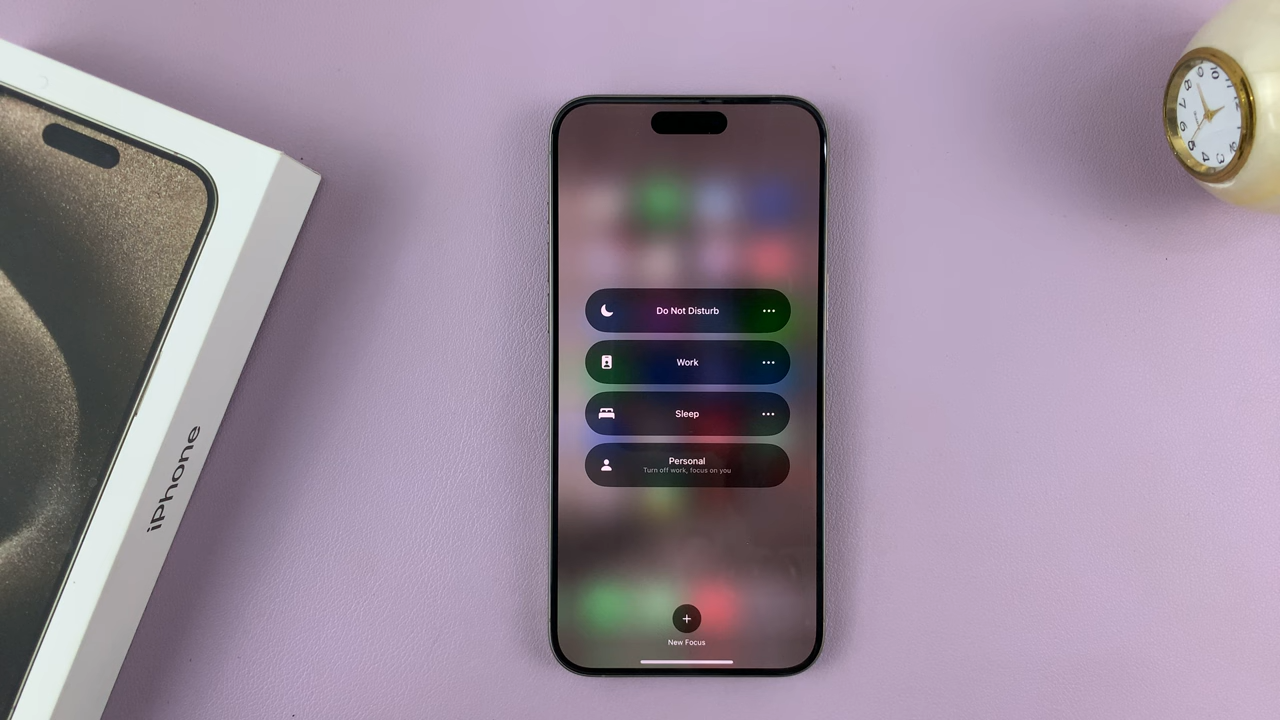 iPhone
Do Not Disturb
Work
Sleep
Personal
Turn off work, focus on you
New Focus